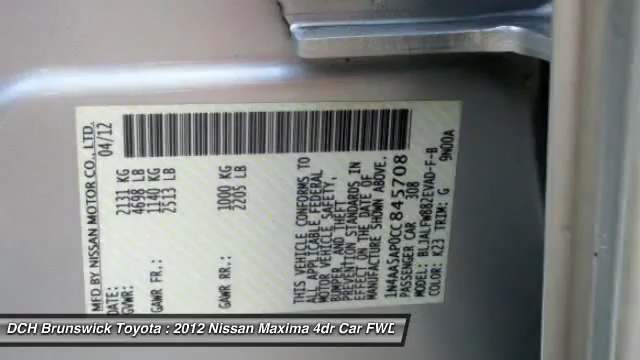 MFD BY NISSAN MOTOR CO., LTD.
DATE: 04/12
GVWR: 2131 KG
4698 LB
GAWR FR.: 1140 KG
2513 LB
GAWR RR.: 1000 KG
2205 LB
THIS VEHICLE CONFORMS TO
ALL APPLICABLE FEDERAL
MOTOR VEHICLE SAFETY,
BUMPER, AND THEFT
PREVENTION STANDARDS IN
EFFECT ON THE DATE OF
MANUFACTURE SHOWN ABOVE.
1N4AA5AP0CC845708
PASSENGER CAR 308
MODEL: BLJALFW882EVAD-F-B
COLOR: K23 TRIM: G 9N00A
DCH Brunswick Toyota : 2012 Nissan Maxima 4dr Car FWD